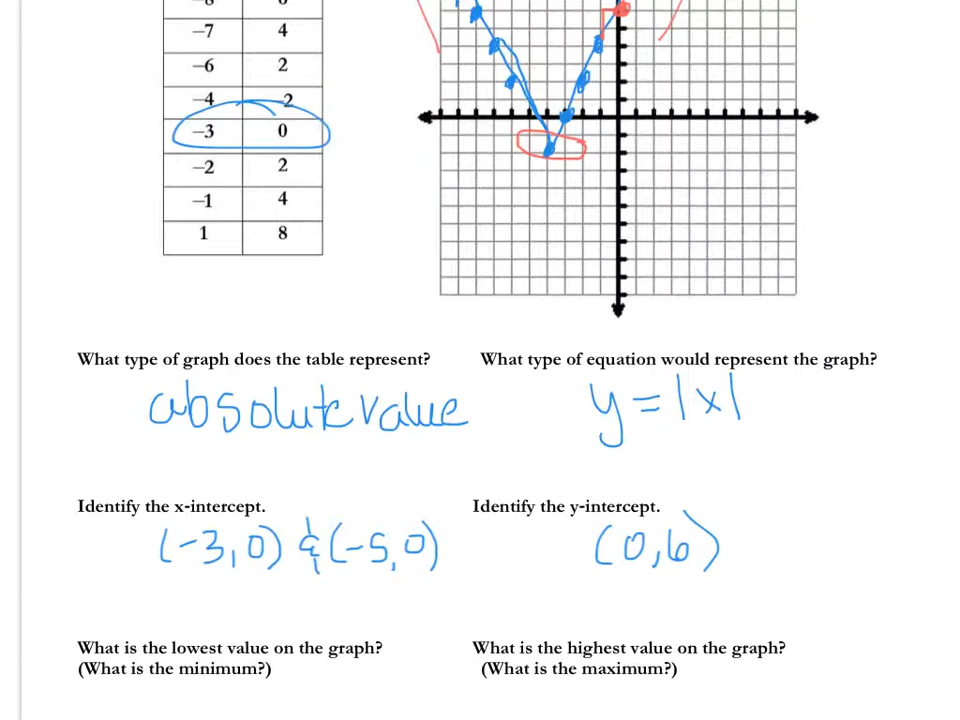 −7 4
−6 2
−4 −2
−3 0
−2 2
−1 4
1 8
What type of graph does the table represent? What type of equation would represent the graph?
absolute value y = |x|
Identify the x-intercept. Identify the y-intercept.
(-3,0) & (-5,0) (0,6)
What is the lowest value on the graph? What is the highest value on the graph?
(What is the minimum?) (What is the maximum?)